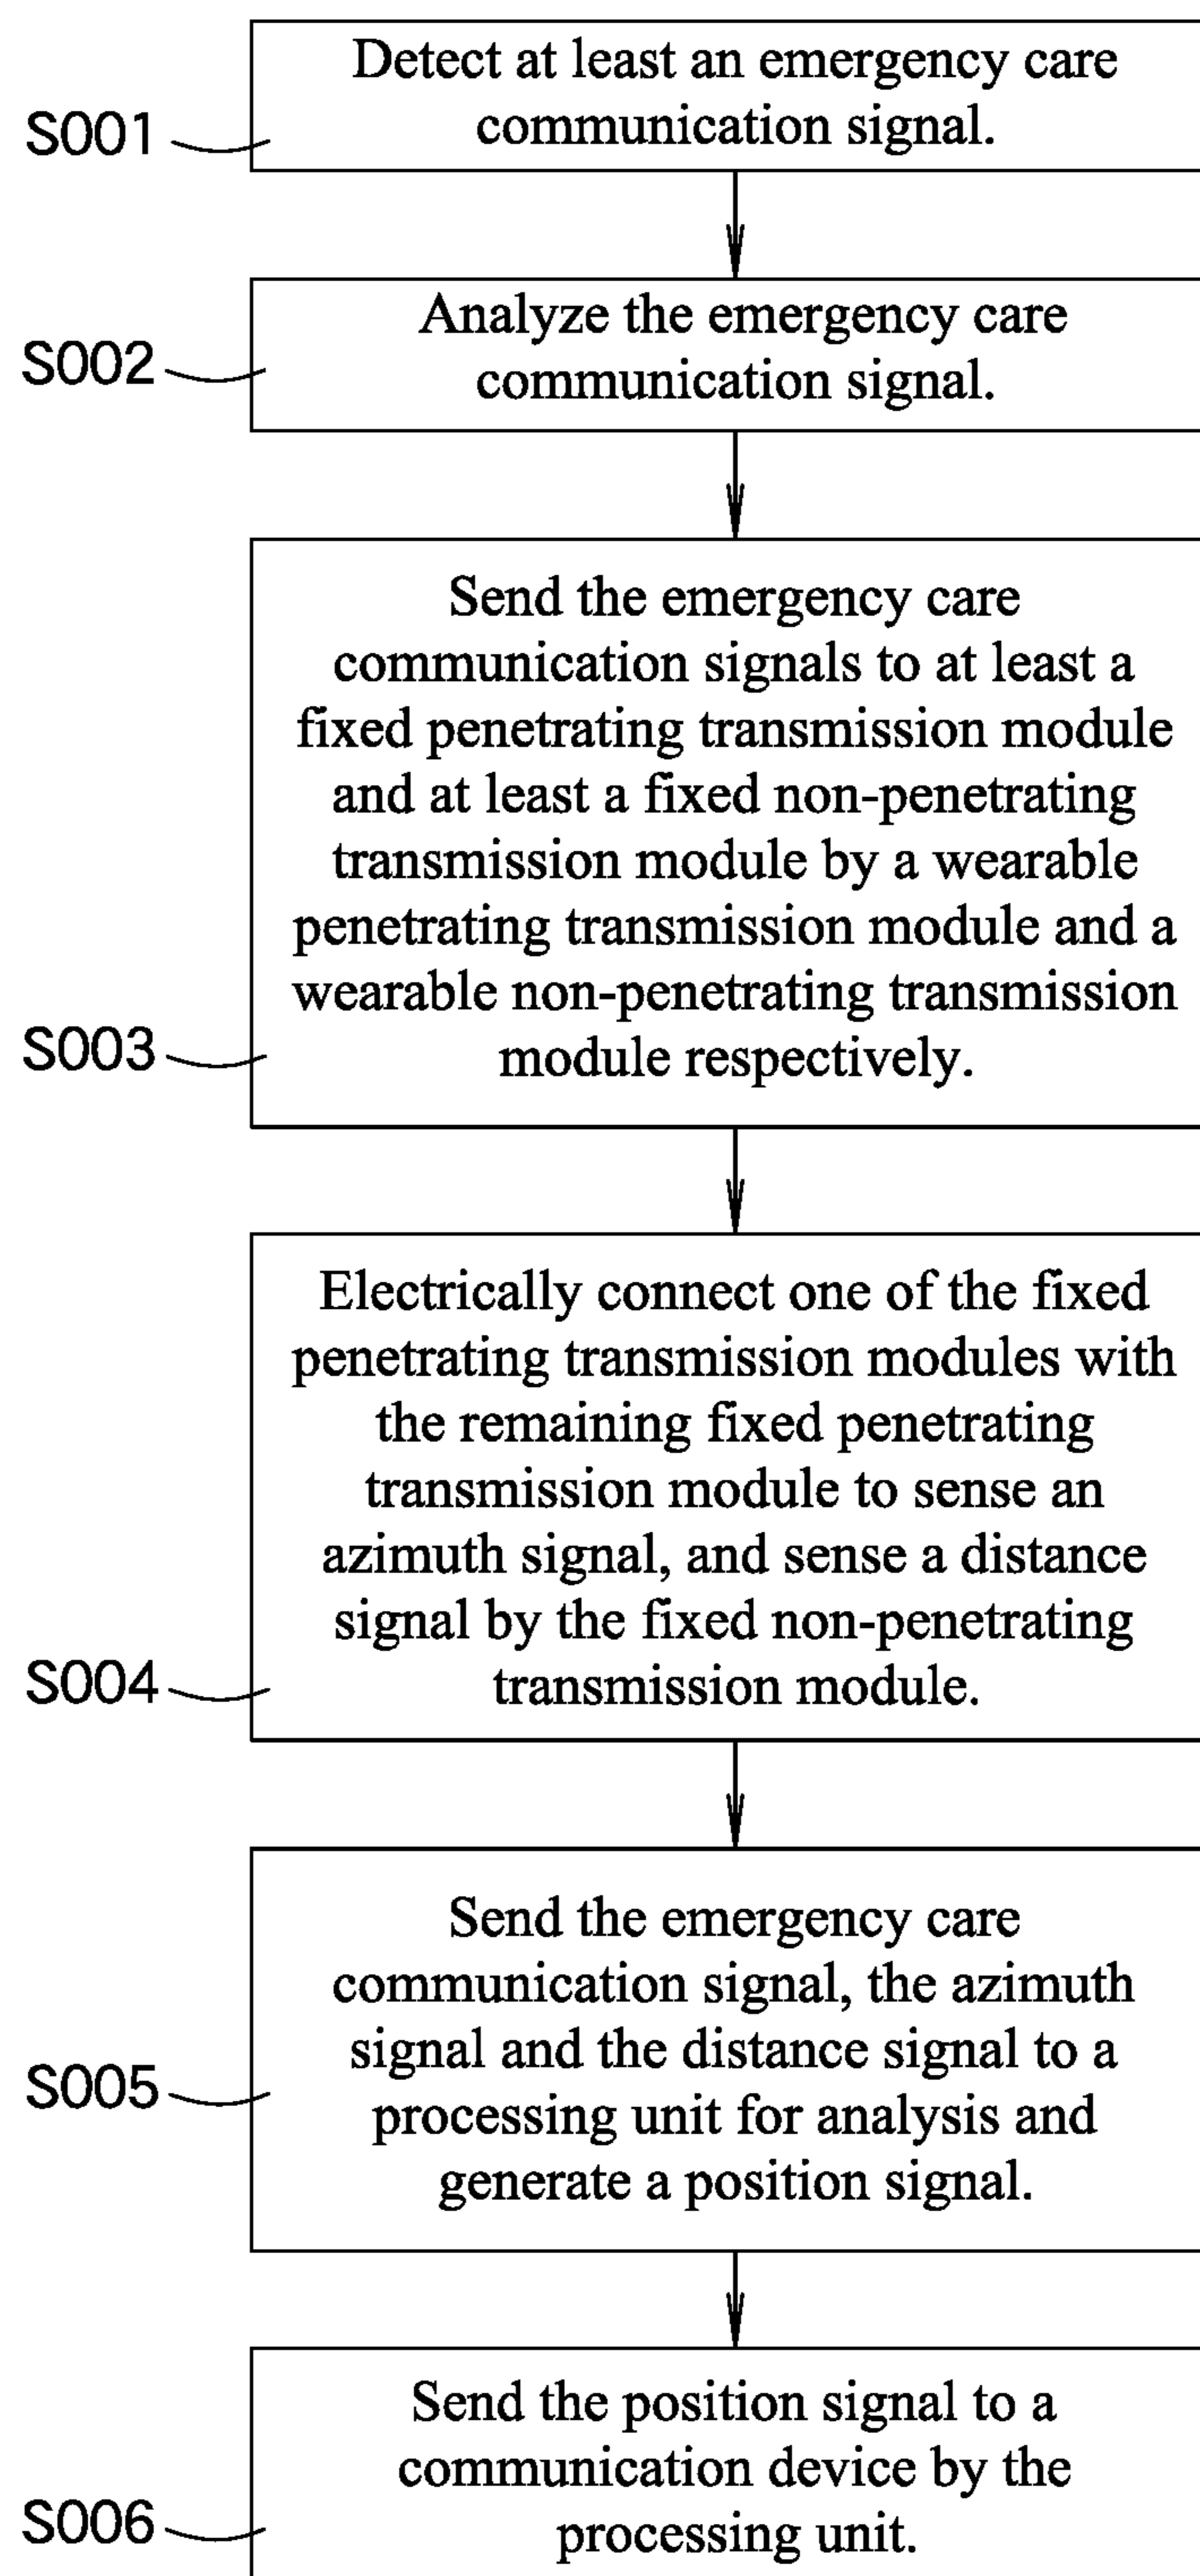 Detect at least an emergency care
communication signal.
S001
Analyze the emergency care
communication signal.
S002
Send the emergency care
communication signals to at least a
fixed penetrating transmission module
and at least a fixed non-penetrating
transmission module by a wearable
penetrating transmission module and a
wearable non-penetrating transmission
module respectively.
S003
Electrically connect one of the fixed
penetrating transmission modules with
the remaining fixed penetrating
transmission module to sense an
azimuth signal, and sense a distance
signal by the fixed non-penetrating
transmission module.
S004
Send the emergency care
communication signal, the azimuth
signal and the distance signal to a
processing unit for analysis and
generate a position signal.
S005
Send the position signal to a
communication device by the
processing unit.
S006